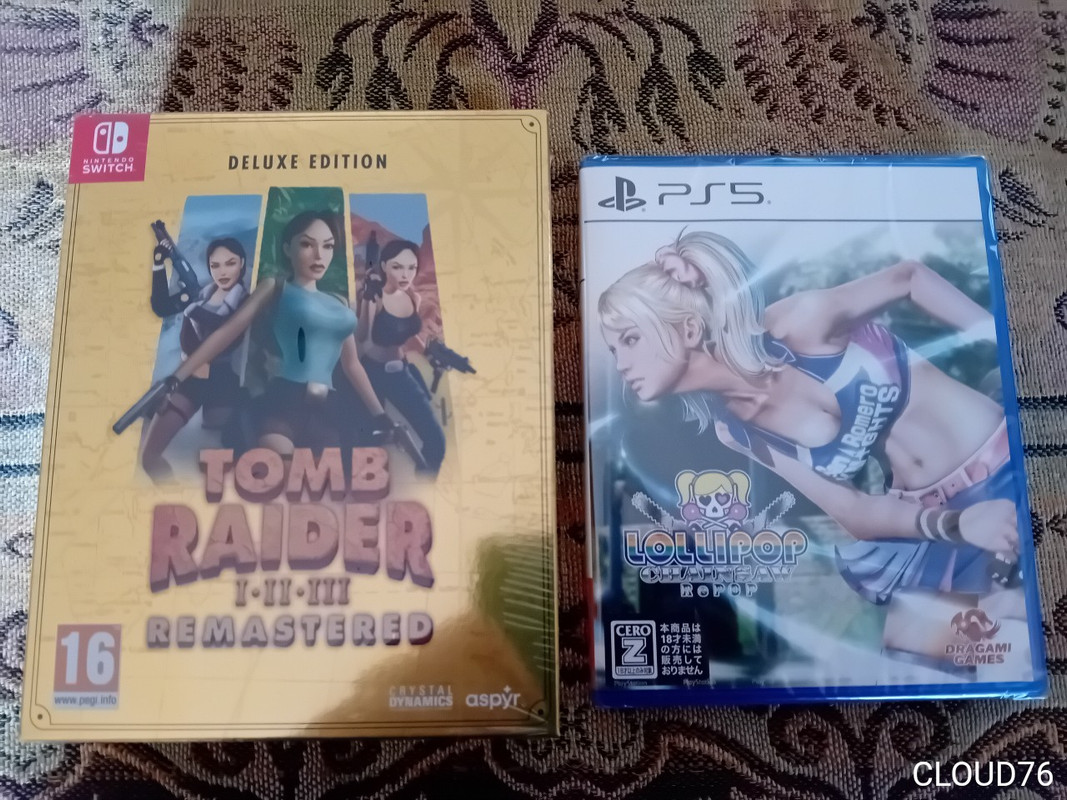 NINTENDO
SWITCH
DELUXE EDITION
TOMB
RAIDER
I·II·III
REMASTERED
16
www.pegi.info
CRYSTAL
DYNAMICS
aspyr
PS5
Romero
LOLLIPOP
CHAINSAW
RePOP
CERO
Z
本商品は
18才未満
の方には
販売して
おりません
DRAGAMI
GAMES
CLOUD76